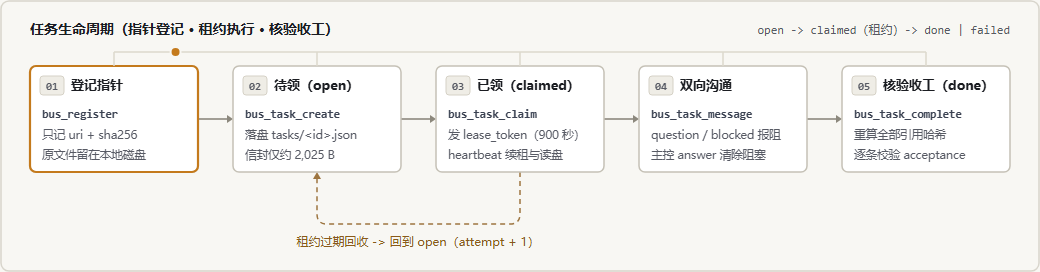 任务生命周期（指针登记 • 租约执行 • 核验收工）
open -> claimed（租约）-> done | failed
01 登记指针
bus_register
只记 uri + sha256
原文件留在本地磁盘
02 待领（open）
bus_task_create
落盘 tasks/<id>.json
信封仅约 2,025 B
03 已领（claimed）
bus_task_claim
发 lease_token（900 秒）
heartbeat 续租与读盘
04 双向沟通
bus_task_message
question / blocked 报阻
主控 answer 清除阻塞
05 核验收工（done）
bus_task_complete
重算全部引用哈希
逐条校验 acceptance
租约过期回收 -> 回到 open（attempt + 1）